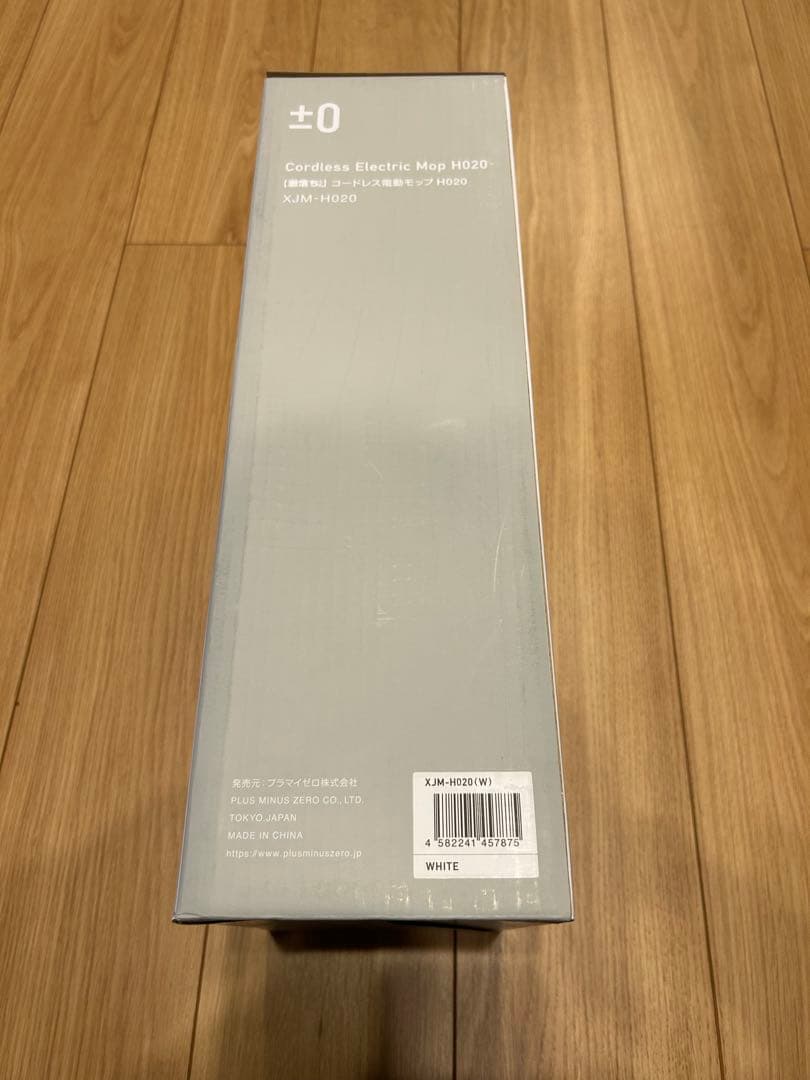 ±0
Cordless Electric Mop H020
コードレス電動モップ H020
XJM-H020
発売元：プラマイゼロ株式会社
PLUS MINUS ZERO CO., LTD.
TOKYO.JAPAN
MADE IN CHINA
https://www.plusminuszero.jp
XJM-H020(W)
4 582241 457875
WHITE